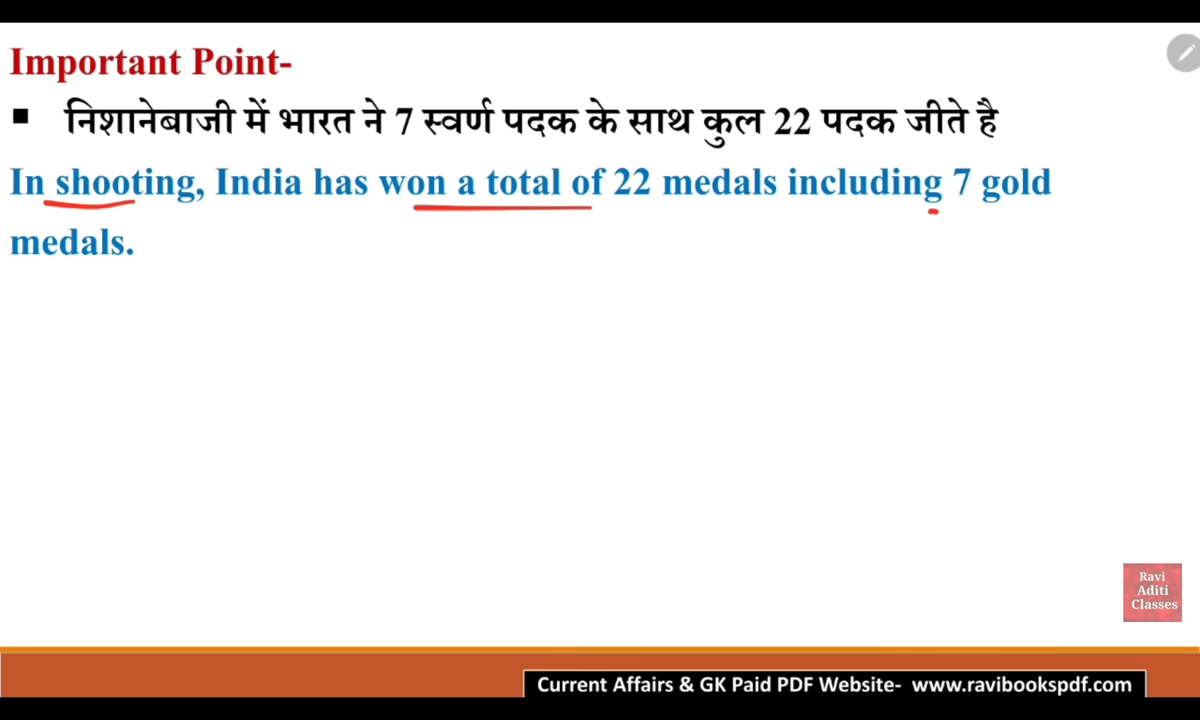 Important Point-
▪ निशानेबाजी में भारत ने 7 स्वर्ण पदक के साथ कुल 22 पदक जीते है
In shooting, India has won a total of 22 medals including 7 gold
medals.
Ravi
Aditi
Classes
Current Affairs & GK Paid PDF Website- www.ravibookspdf.com